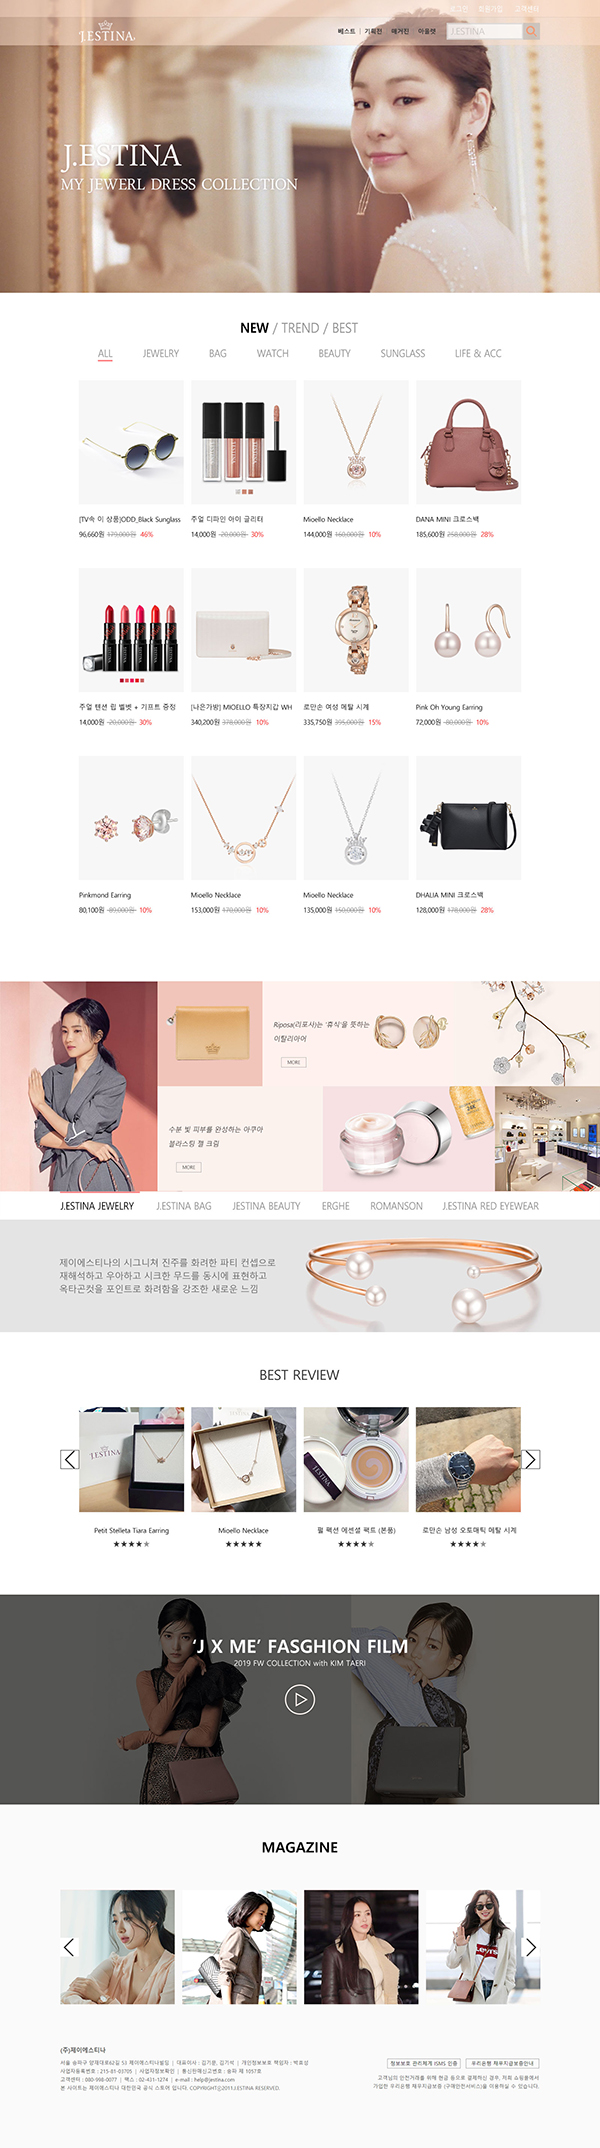 로그인 회원가입 고객센터
J.ESTINA
베스트 | 기획전 매거진 아울렛 J.ESTINA
J.ESTINA
MY JEWERL DRESS COLLECTION
NEW / TREND / BEST
ALL JEWELRY BAG WATCH BEAUTY SUNGLASS LIFE & ACC
[TV속 이 상품]ODD_Black Sunglass 주얼 디파인 아이 글리터 Mioello Necklace DANA MINI 크로스백
96,660원 179,000원 46% 14,000원 20,000원 30% 144,000원 160,000원 10% 185,600원 258,000원 28%
주얼 텐션 립 벨벳 + 기프트 증정 [나은가방] MIOELLO 특장지갑 WH 로만손 여성 메탈 시계 Pink Oh Young Earring
14,000원 20,000원 30% 340,200원 378,000원 10% 335,750원 395,000원 15% 72,000원 80,000원 10%
Pinkmond Earring Mioello Necklace Mioello Necklace DHALIA MINI 크로스백
80,100원 89,000원 10% 153,000원 170,000원 10% 135,000원 150,000원 10% 128,000원 178,000원 28%
Riposa(리포사)는 '휴식'을 뜻하는
이탈리아어
MORE
수분 빛 피부를 완성하는 아쿠아
블라스팅 젤 크림
MORE
J.ESTINA JEWELRY J.ESTINA BAG JESTINA BEAUTY ERGHE ROMANSON J.ESTINA RED EYEWEAR
제이에스티나의 시그니쳐 진주를 화려한 파티 컨셉으로
재해석하고 우아하고 시크한 무드를 동시에 표현하고
옥타곤컷을 포인트로 화려함을 강조한 새로운 느낌
BEST REVIEW
J.ESTINA
J.ESTINA
Petit Stelleta Tiara Earring Mioello Necklace 펄 팩션 에센셜 팩트 (본품) 로만손 남성 오토매틱 메탈 시계
★★★★★ ★★★★★ ★★★★★ ★★★★★
'J X ME' FASGHION FILM
2019 FW COLLECTION with KIM TAERI
MAGAZINE
Levi's
(주)제이에스티나
서울 송파구 양재대로62길 53 제이에스티나빌딩 | 대표이사 : 김기문, 김기석 | 개인정보보호 책임자 :
사업자등록번호 : 215-81-03705 | 사업자정보확인 | 통신판매신고번호 : 송파 제 1057호
고객센터 : 080-998-0077 | 팩스 : 02-431-1274 | e-mail : help@jestina.com
본 사이트는 제이에스티나 대한민국 공식 스토어 입니다. COPYRIGHTⓒ2011J.ESTINA.RESERVED.
정보보호 관리체계 ISMS 인증 우리은행 채무지급보증안내
고객님의 안전거래를 위해 현금 등으로 결제하신 경우, 저희 쇼핑몰에서
가입한 우리은행 채무지급보증 (구매안전서비스)을 이용하실 수 있습니다.